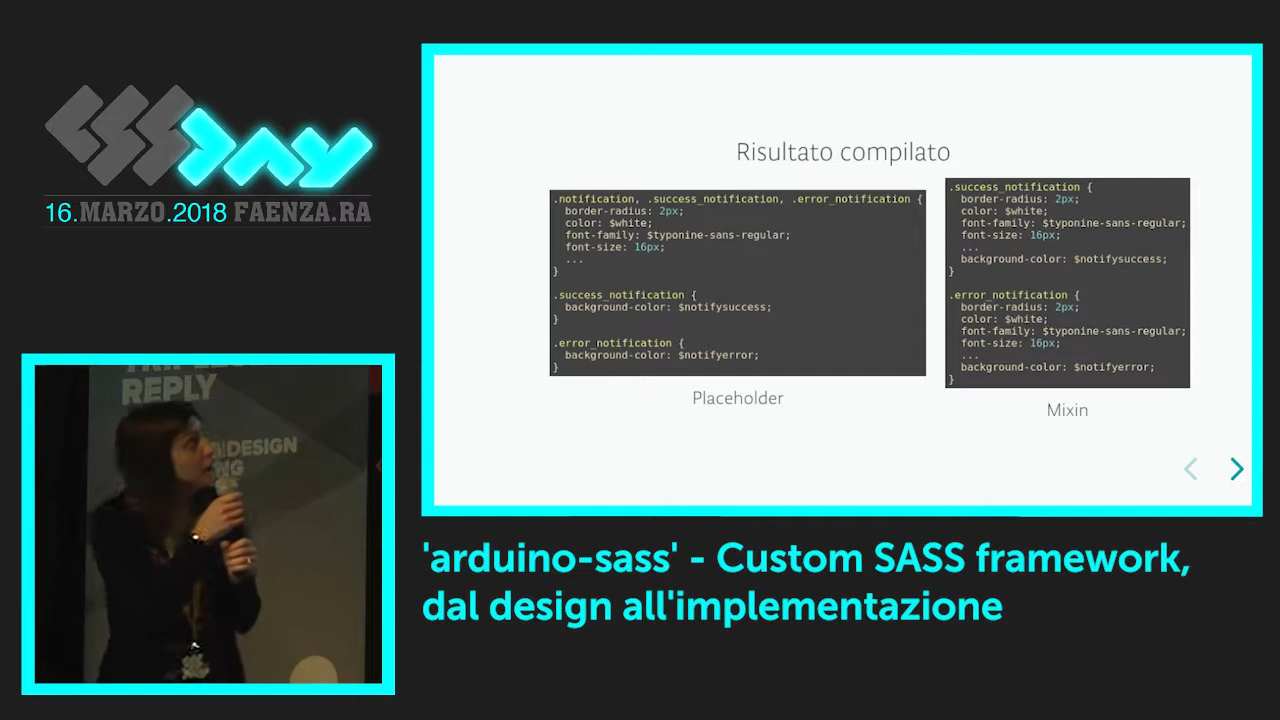 CSS DAY
16.MARZO.2018 FAENZA.RA
Risultato compilato
.notification, .success_notification, .error_notification {
border-radius: 2px;
color: $white;
font-family: $typonine-sans-regular;
font-size: 16px;
...
}
.success_notification {
background-color: $notifysuccess;
}
.error_notification {
background-color: $notifyerror;
}
Placeholder
.success_notification {
border-radius: 2px;
color: $white;
font-family: $typonine-sans-regular;
font-size: 16px;
...
background-color: $notifysuccess;
}
.error_notification {
border-radius: 2px;
color: $white;
font-family: $typonine-sans-regular;
font-size: 16px;
...
background-color: $notifyerror;
}
Mixin
REPLY
DESIGN
'arduino-sass' - Custom SASS framework,
dal design all'implementazione